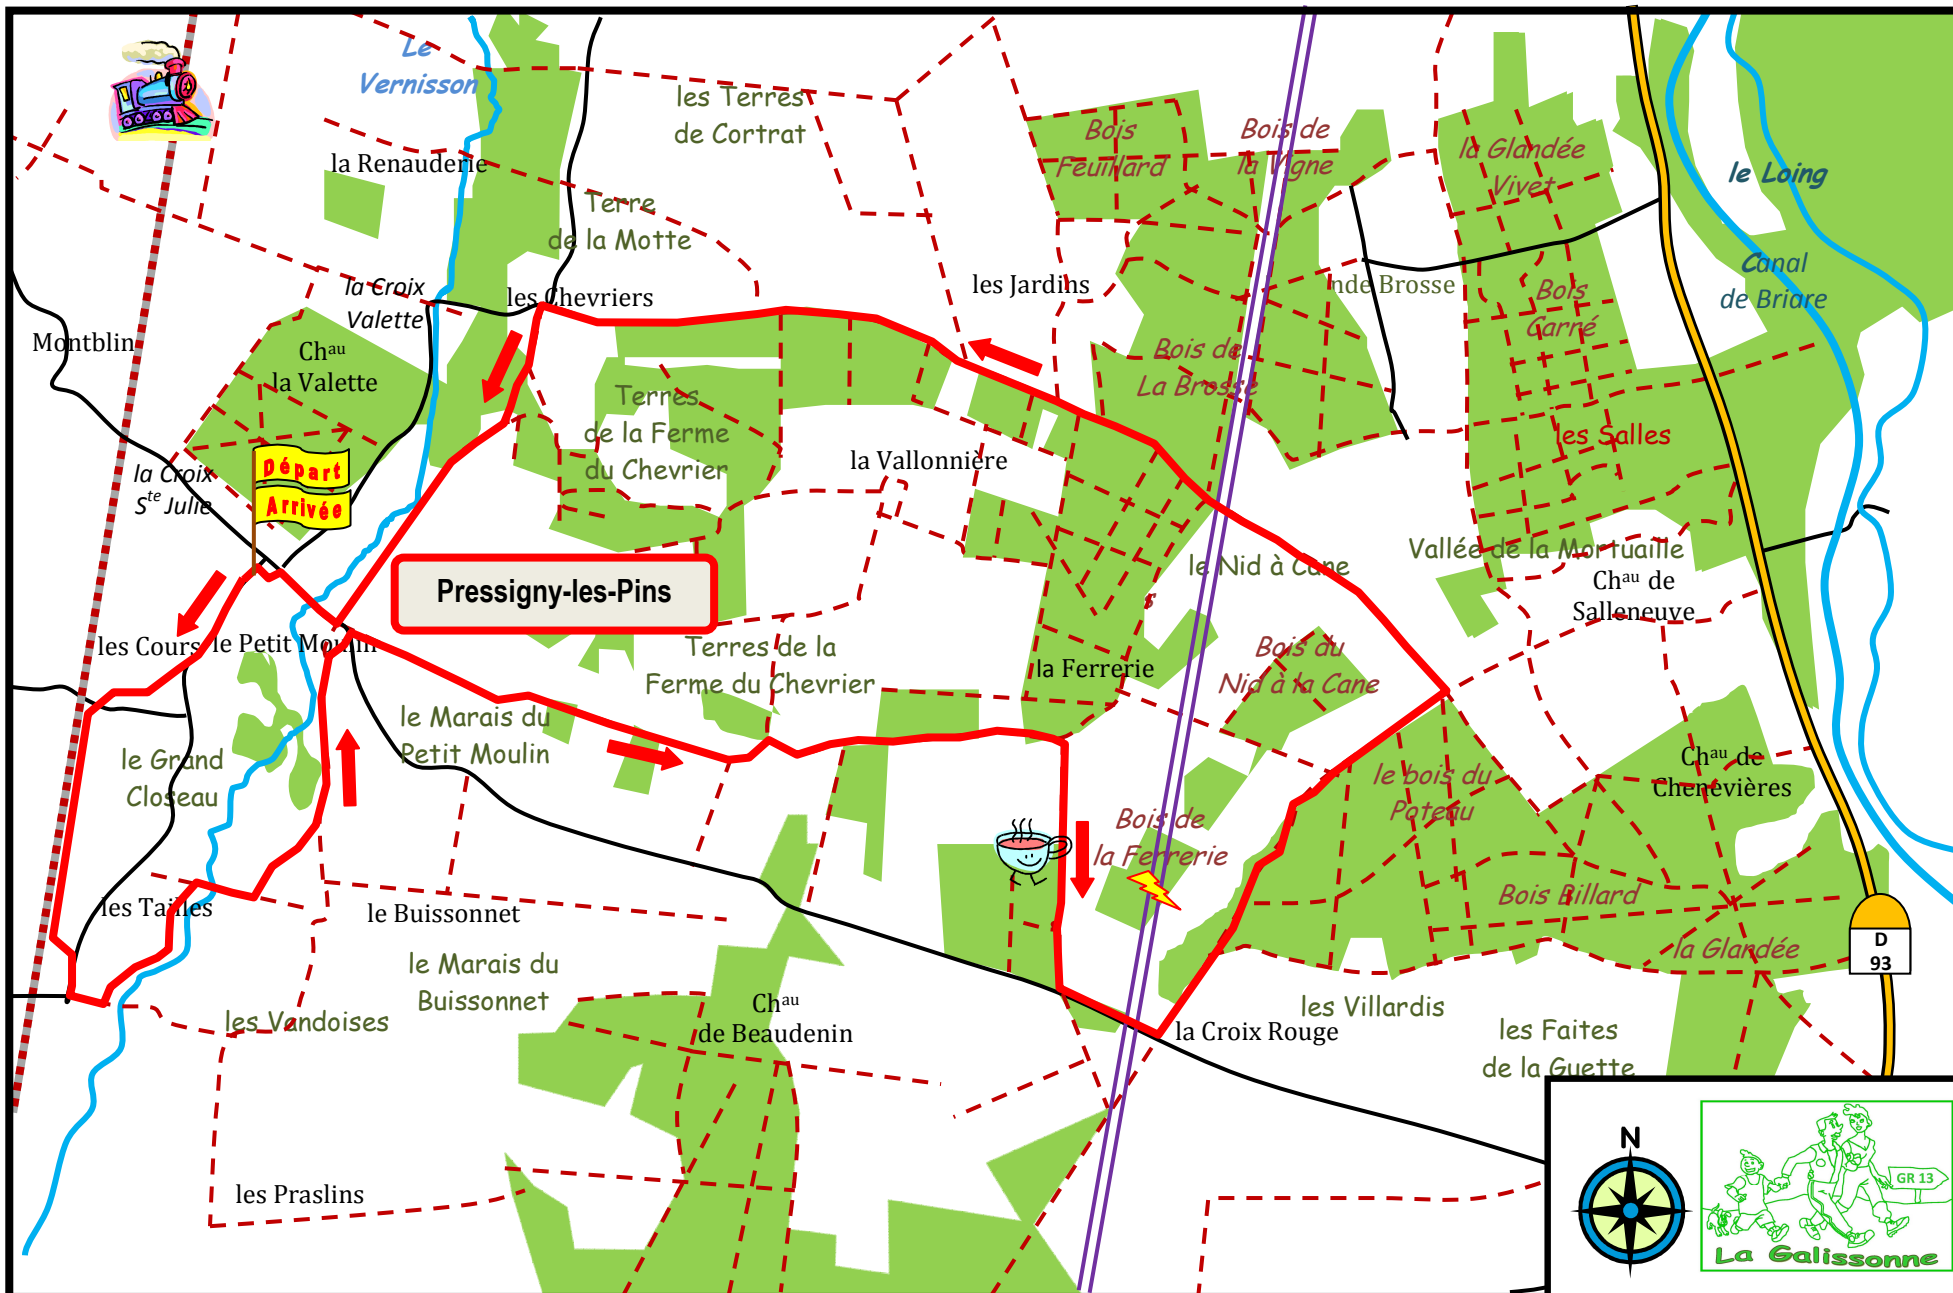 Le
Vernisson
les Terres
de Cortrat
Bois
Feuillard
Bois de
la Vigne
la Glandée
Vivet
le Loing
la Renauderie
Terre
de la Motte
Canal
de Briare
la Croix
Valette
les Chevriers
les Jardins
nde Brosse
Bois
Carré
Montblin
Chau
la Valette
Bois de
La Brosse
Terres
de la Ferme
du Chevrier
la Vallonnière
les Salles
la Croix
Ste Julie
Départ
Arrivée
Vallée de la Mortuaille
le Nid à Cane
Chau de
Salleneuve
Pressigny-les-Pins
s
les Cours
le Petit Moulin
Terres de la
Ferme du Chevrier
la Ferrerie
Bois du
Nid à la Cane
le Marais du
Petit Moulin
le Grand
Closeau
le bois du
Poteau
Chau de
Chenevières
Bois de
la Ferrerie
Bois Billard
les Tailles
le Buissonnet
la Glandée
D
93
le Marais du
Buissonnet
les Vandoises
Chau
de Beaudenin
la Croix Rouge
les Villardis
les Faites
de la Guette
les Praslins
N
GR 13
La Galissonne